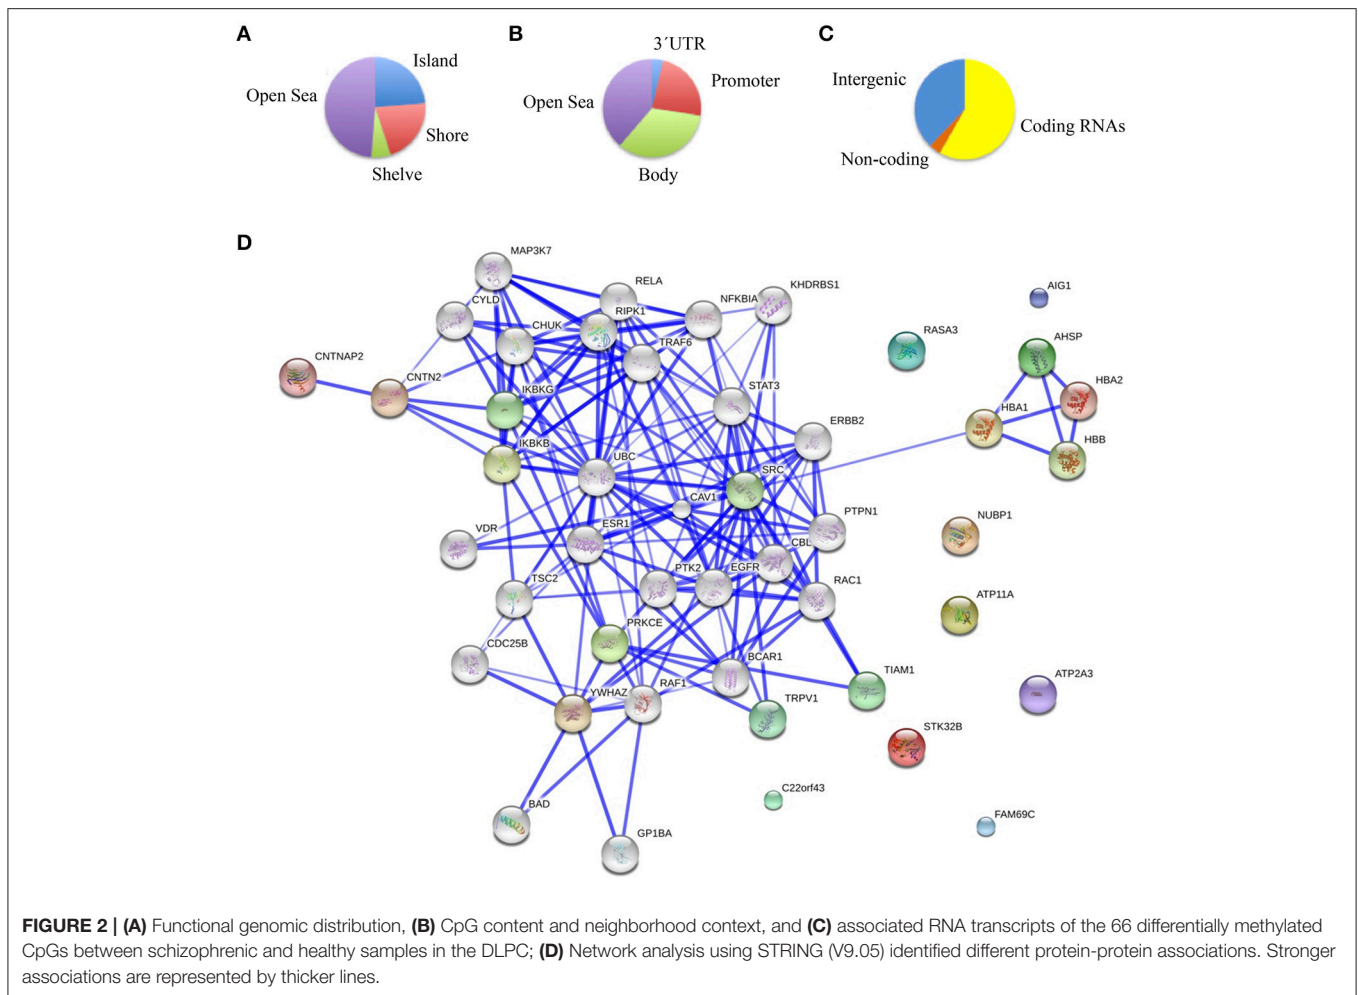 A
B
C
Island
Open Sea
Shore
Shelve
3´UTR
Promoter
Open Sea
Body
Intergenic
Coding RNAs
Non-coding
D
MAP3K7
RELA
KHDRBS1
AIG1
CYLD
NFKBIA
RIPK1
CHUK
RASA3
AHSP
TRAF6
CNTNAP2
CNTN2
HBA2
IKBKG
STAT3
HBA1
ERBB2
IKBKB
HBB
UBC
SRC
CAV1
PTPN1
NUBP1
VDR
ESR1
CBL
TSC2
PTK2
EGFR
RAC1
ATP11A
PRKCE
CDC25B
BCAR1
TIAM1
ATP2A3
YWHAZ
RAF1
TRPV1
STK32B
C22orf43
BAD
FAM69C
GP1BA
FIGURE 2 | (A) Functional genomic distribution, (B) CpG content and neighborhood context, and (C) associated RNA transcripts of the 66 differentially methylated
CpGs between schizophrenic and healthy samples in the DLPC; (D) Network analysis using STRING (V9.05) identified different protein-protein associations. Stronger
associations are represented by thicker lines.